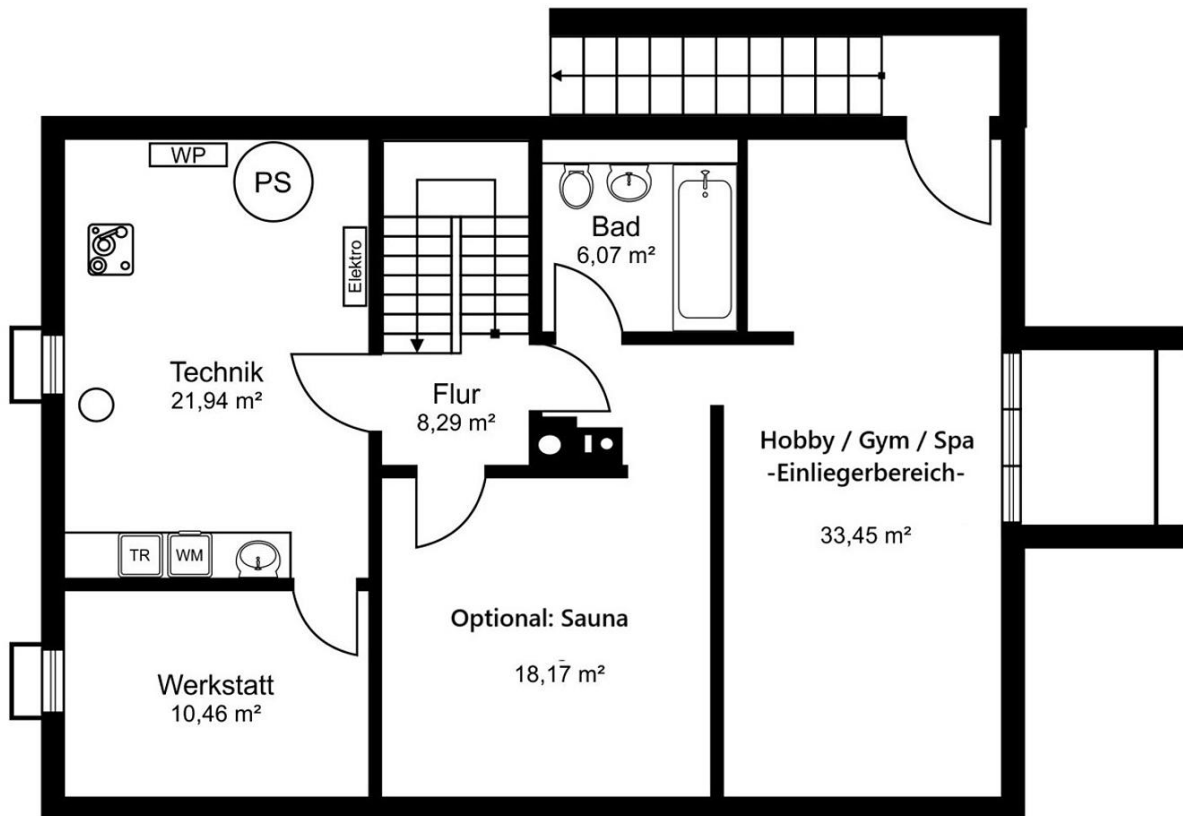 WP
PS
Elektro
Bad
6,07 m²
Technik
21,94 m²
Flur
8,29 m²
Hobby / Gym / Spa
-Einliegerbereich-
33,45 m²
TR
WM
Optional: Sauna
18,17 m²
Werkstatt
10,46 m²